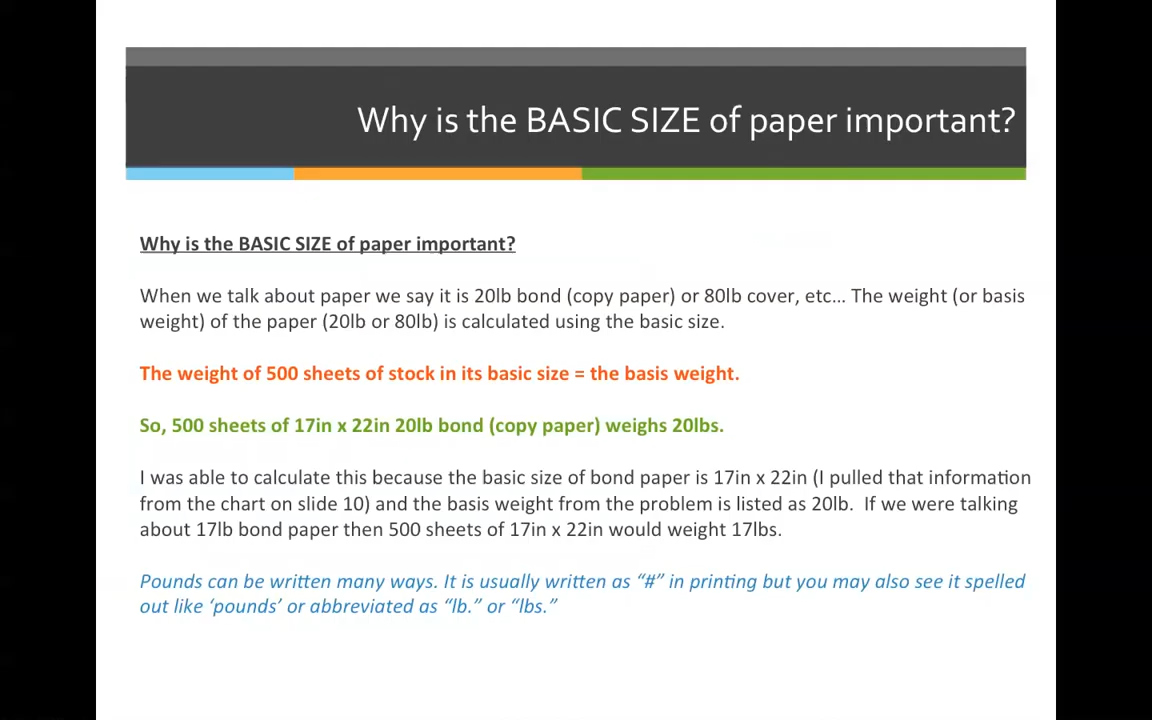 Why is the BASIC SIZE of paper important?
Why is the BASIC SIZE of paper important?
When we talk about paper we say it is 20lb bond (copy paper) or 80lb cover, etc... The weight (or basis
weight) of the paper (20lb or 80lb) is calculated using the basic size.
The weight of 500 sheets of stock in its basic size = the basis weight.
So, 500 sheets of 17in x 22in 20lb bond (copy paper) weighs 20lbs.
I was able to calculate this because the basic size of bond paper is 17in x 22in (I pulled that information
from the chart on slide 10) and the basis weight from the problem is listed as 20lb.  If we were talking
about 17lb bond paper then 500 sheets of 17in x 22in would weight 17lbs.
Pounds can be written many ways. It is usually written as “#” in printing but you may also see it spelled
out like ‘pounds’ or abbreviated as “lb.” or “lbs.”